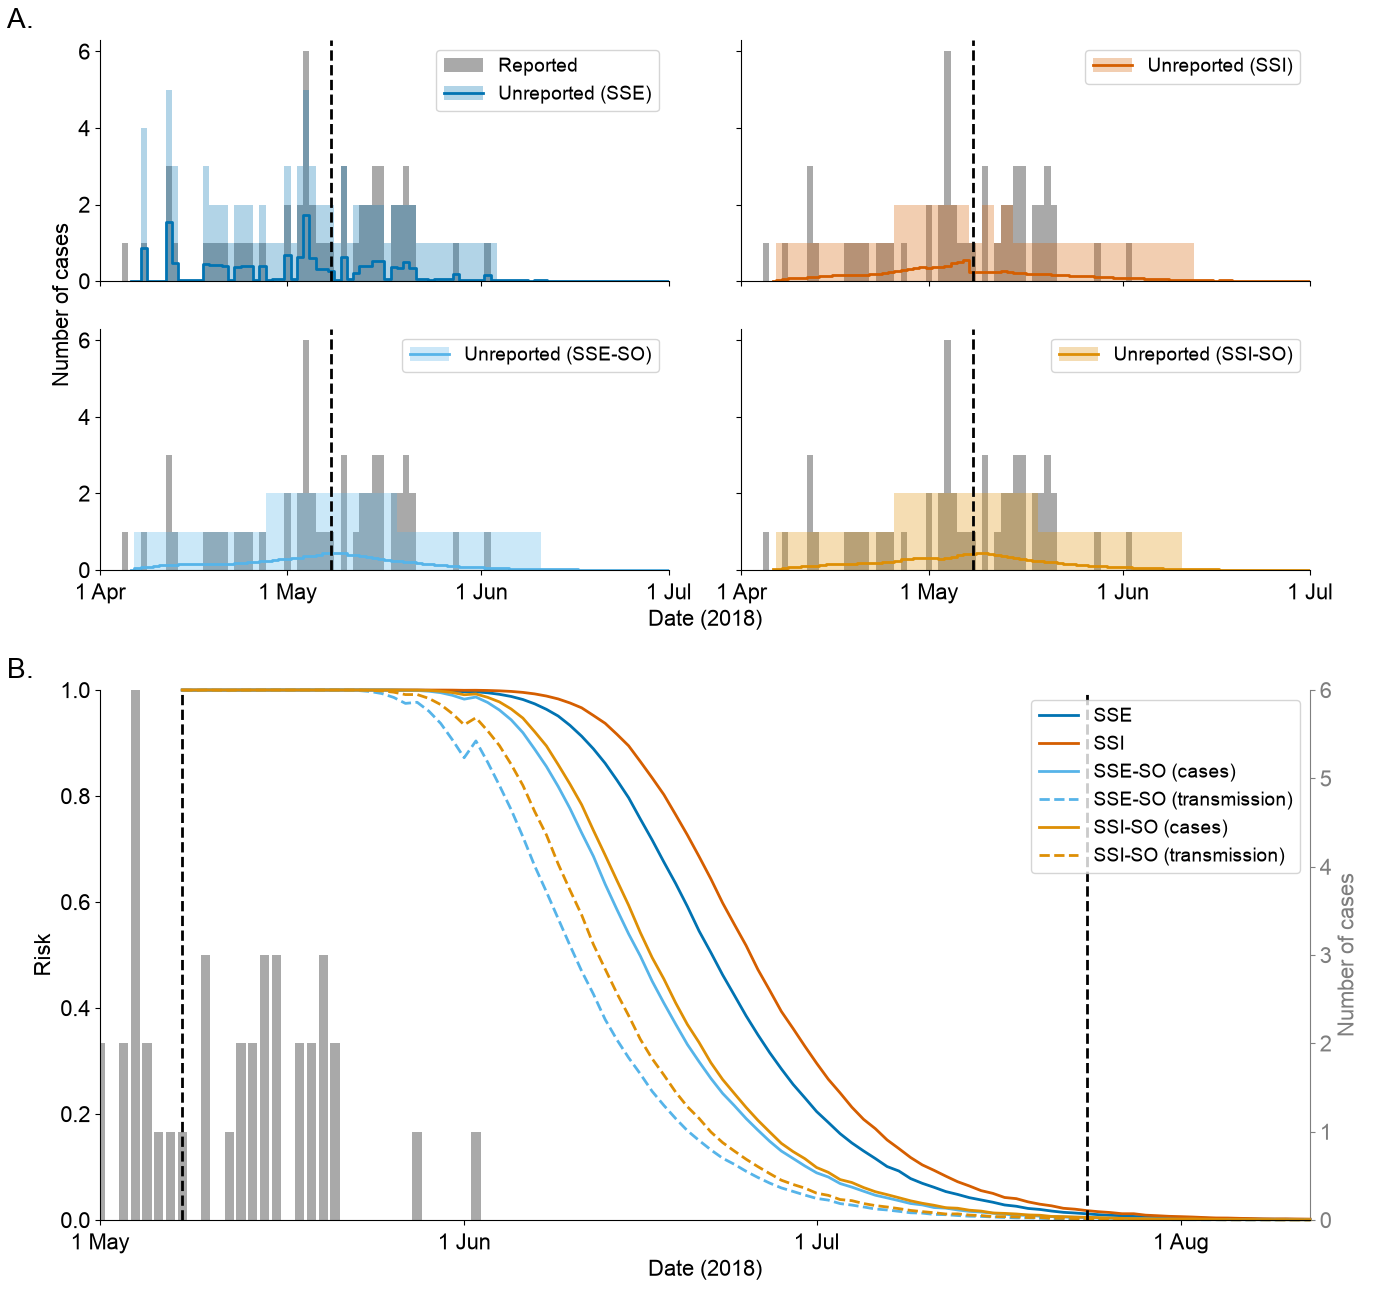 A.
6
4
2
0
Number of cases
Reported
Unreported (SSE)
Unreported (SSI)
6
4
2
0
Unreported (SSE-SO)
Unreported (SSI-SO)
1 Apr
1 May
1 Jun
1 Jul
1 Apr
1 May
1 Jun
1 Jul
Date (2018)
B.
1.0
0.8
0.6
0.4
0.2
0.0
Risk
SSE
SSI
SSE-SO (cases)
SSE-SO (transmission)
SSI-SO (cases)
SSI-SO (transmission)
6
5
4
3
2
1
0
Number of cases
1 May
1 Jun
1 Jul
1 Aug
Date (2018)